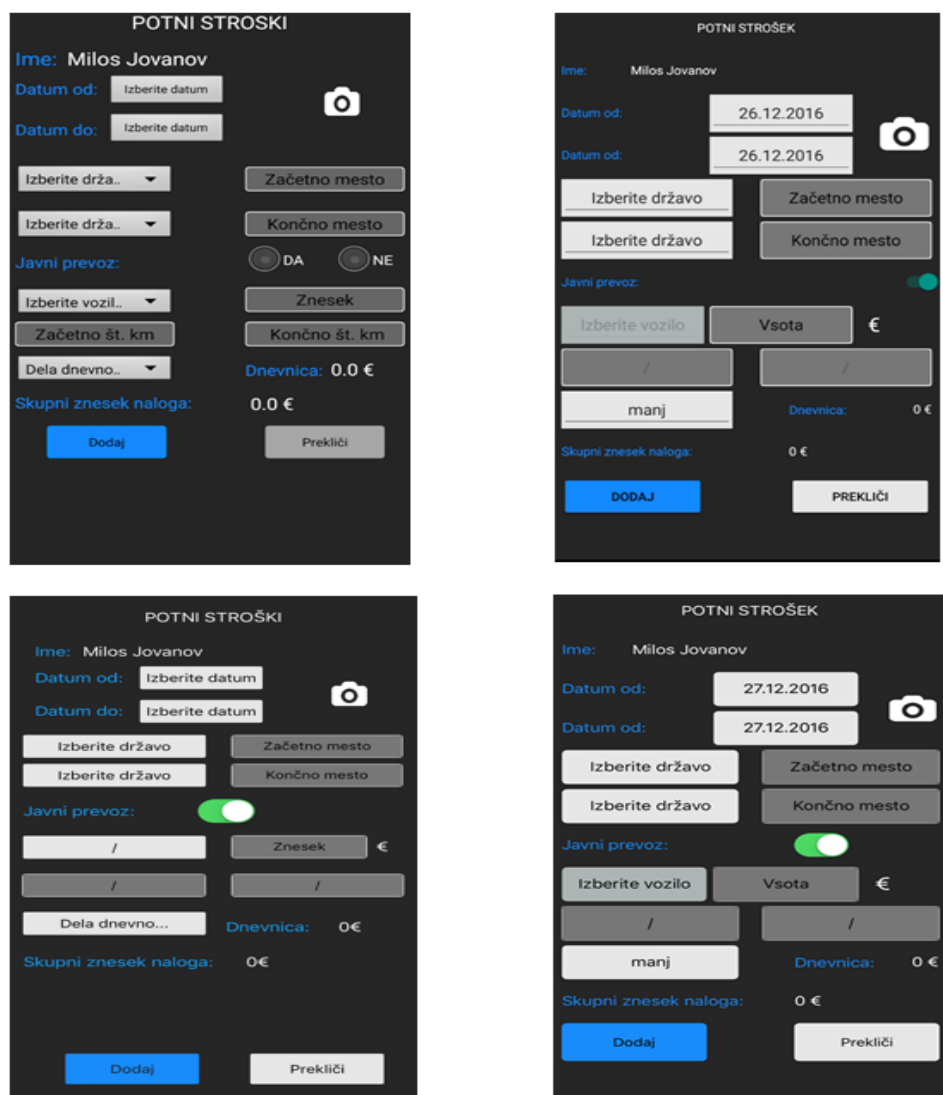 POTNI STROSKI
Ime: Milos Jovanov
Datum od: Izberite datum
Datum do: Izberite datum
Izberite drža.. Začetno mesto
Izberite drža.. Končno mesto
Javni prevoz: DA NE
Izberite vozil.. Znesek
Začetno št. km Končno št. km
Dela dnevno.. Dnevnica: 0.0 €
Skupni znesek naloga: 0.0 €
Dodaj Prekliči
POTNI STROŠEK
Ime: Milos Jovanov
Datum od: 26.12.2016
Datum od: 26.12.2016
Izberite državo Začetno mesto
Izberite državo Končno mesto
Javni prevoz:
Izberite vozilo Vsota €
/ /
manj Dnevnica: 0 €
Skupni znesek naloga: 0 €
DODAJ PREKLIČI
POTNI STROŠKI
Ime: Milos Jovanov
Datum od: Izberite datum
Datum do: Izberite datum
Izberite državo Začetno mesto
Izberite državo Končno mesto
Javni prevoz:
/ Znesek €
/ /
Dela dnevno... Dnevnica: 0€
Skupni znesek naloga: 0€
Dodaj Prekliči
POTNI STROŠEK
Ime: Milos Jovanov
Datum od: 27.12.2016
Datum od: 27.12.2016
Izberite državo Začetno mesto
Izberite državo Končno mesto
Javni prevoz:
Izberite vozilo Vsota €
/ /
manj Dnevnica: 0 €
Skupni znesek naloga: 0 €
Dodaj Prekliči